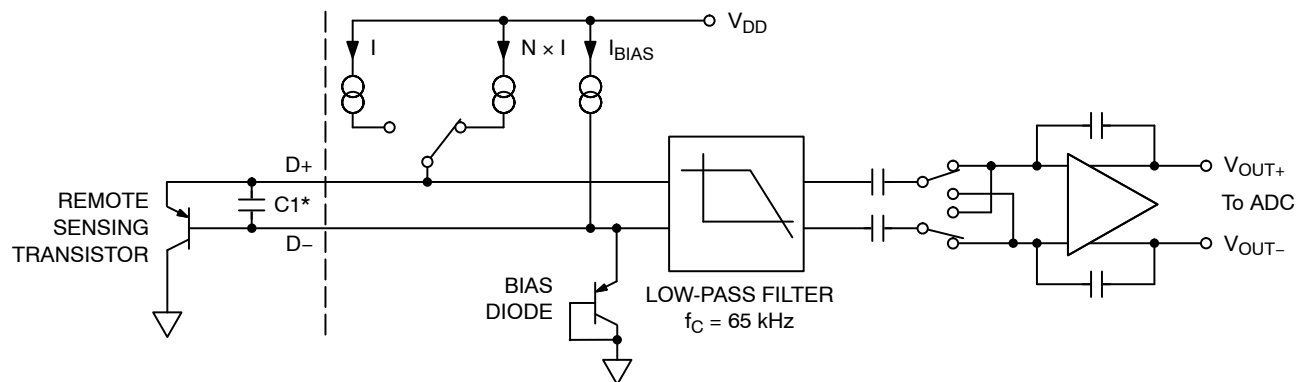 V_DD
I
N × I
I_BIAS
D+
REMOTE
SENSING
TRANSISTOR
C1*
D−
BIAS
DIODE
LOW-PASS FILTER
f_C = 65 kHz
V_OUT+
To ADC
V_OUT−